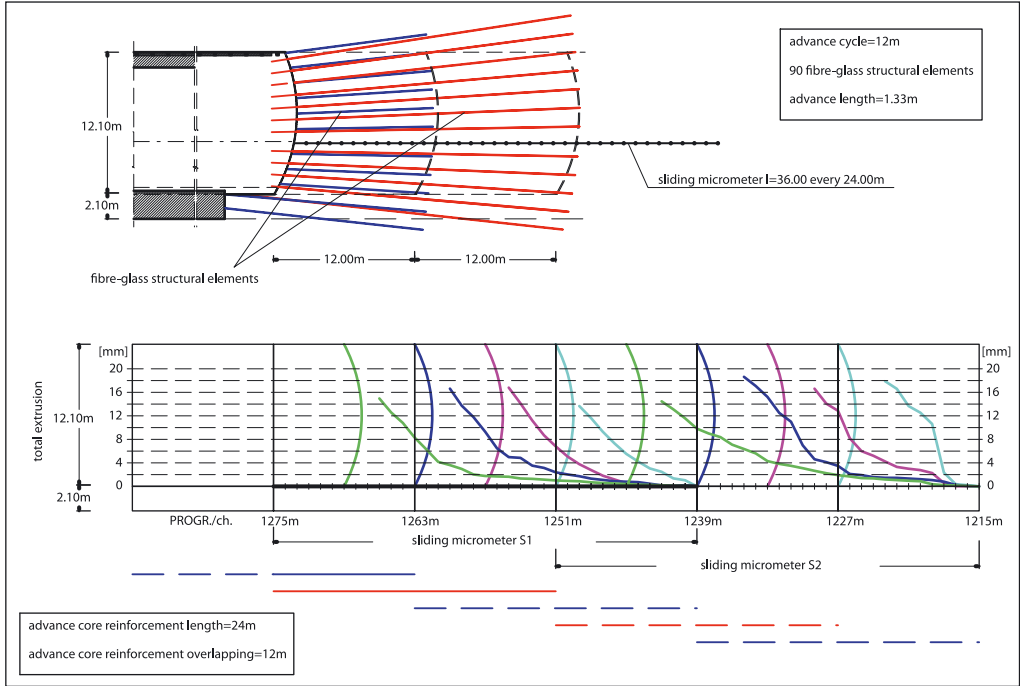 advance cycle=12m
90 fibre-glass structural elements
advance length=1.33m
12.10m
2.10m
sliding micrometer l=36.00 every 24.00m
12.00m
12.00m
fibre-glass structural elements
total extrusion
12.10m
2.10m
[mm]
20
16
12
8
4
0
[mm]
20
16
12
8
4
0
PROGR./ch.
1275m
1263m
1251m
1239m
1227m
1215m
sliding micrometer S1
sliding micrometer S2
advance core reinforcement length=24m
advance core reinforcement overlapping=12m